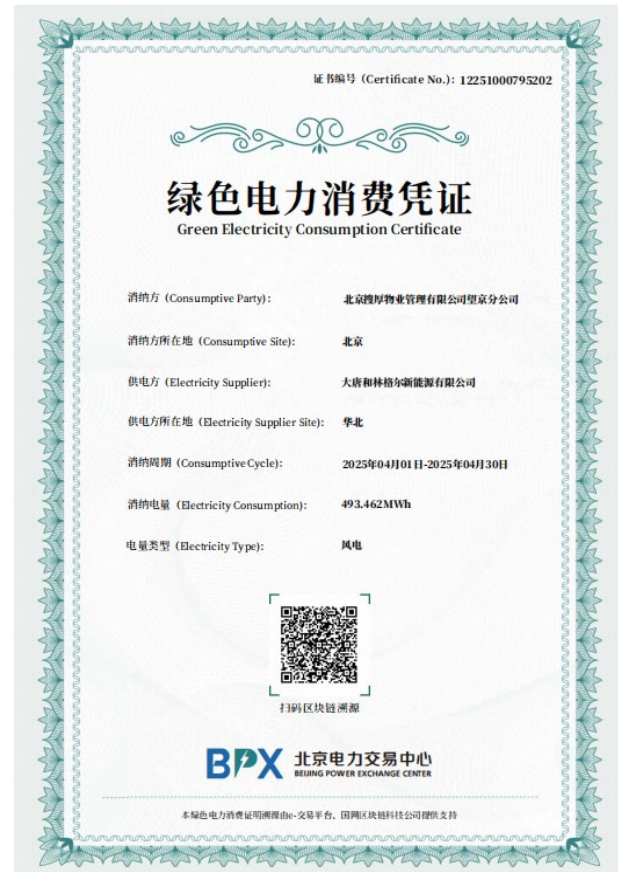 证书编号 (Certificate No.): 12251000795202
绿色电力消费凭证
Green Electricity Consumption Certificate
消纳方 (Consumptive Party): 北京搜厚物业管理有限公司望京分公司
消纳方所在地 (Consumptive Site): 北京
供电方 (Electricity Supplier): 大唐和林格尔新能源有限公司
供电方所在地 (Electricity Supplier Site): 华北
消纳周期 (Consumptive Cycle): 2025年04月01日-2025年04月30日
消纳电量 (Electricity Consumption): 493.462MWh
电量类型 (Electricity Type): 风电
扫码区块链溯源
BPX 北京电力交易中心
BEIJING POWER EXCHANGE CENTER
本绿色电力消费证明溯源由e-交易平台、国网区块链科技公司提供支持